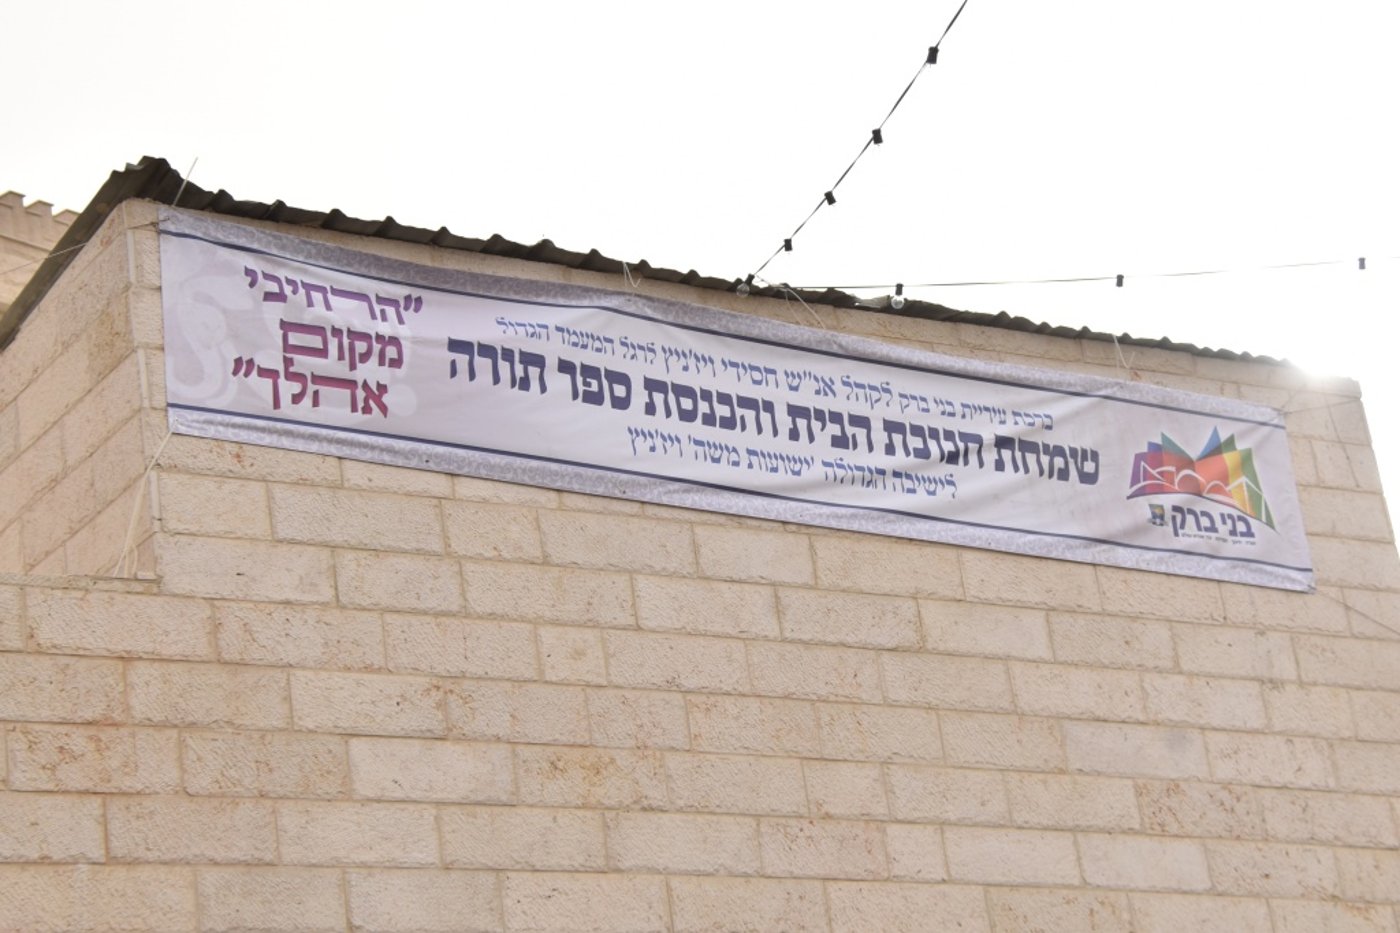 ברכת עיריית בני ברק לקהל אנ"ש חסידי ויז'ניץ לרגל המעמד הגדול
שמחת חנוכת הבית והכנסת ספר תורה
לישיבה הגדולה 'ישועות משה' ויז'ניץ
"הרחיבי
מקום
אהלך"
בני ברק